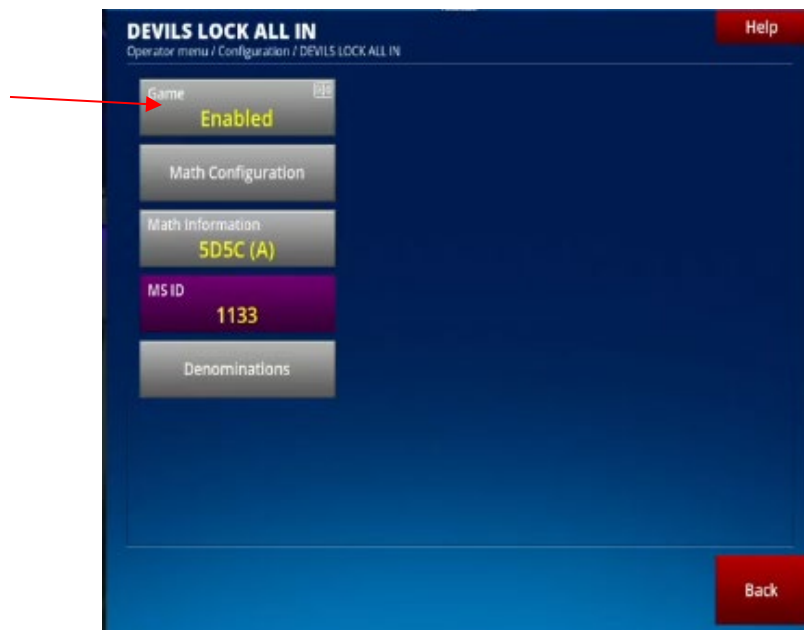 DEVILS LOCK ALL IN
Operator menu / Configuration / DEVILS LOCK ALL IN
Help
Game
Enabled
Math Configuration
Math Information
5D5C (A)
MS ID
1133
Denominations
Back